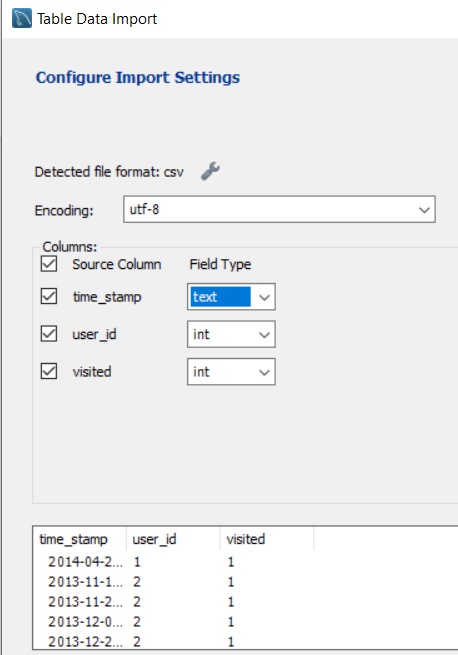 Table Data Import
Configure Import Settings
Detected file format: csv
Encoding: utf-8
Columns:
Source Column Field Type
time_stamp text
user_id int
visited int
time_stamp user_id visited
2014-04-2... 1 1
2013-11-1... 2 1
2013-11-2... 2 1
2013-12-0... 2 1
2013-12-2... 2 1